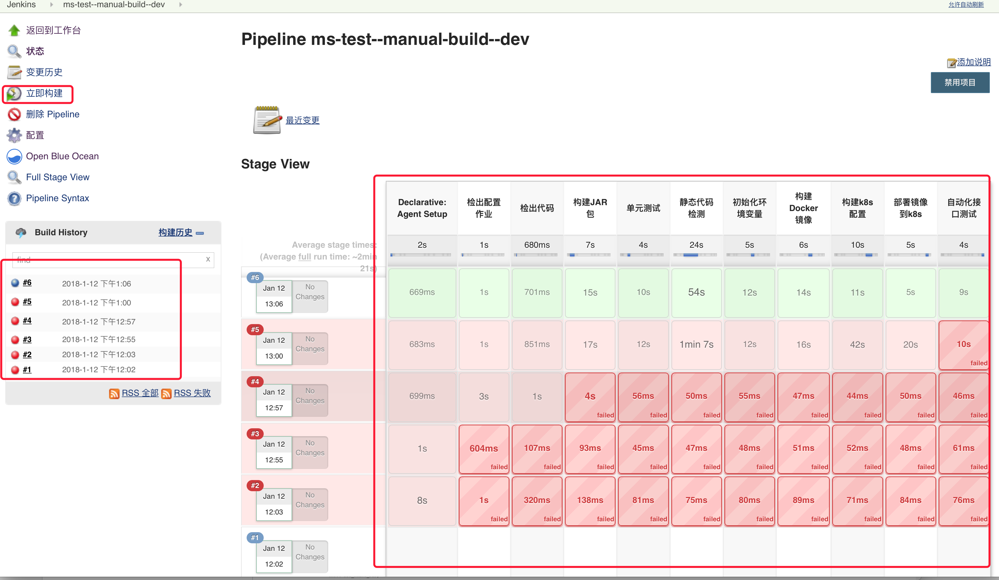 Jenkins ms-test--manual-build--dev
允许自动刷新
返回到工作台
状态
变更历史
立即构建
删除 Pipeline
配置
Open Blue Ocean
Full Stage View
Pipeline Syntax
Build History 构建历史
find x
#6 2018-1-12 下午1:06
#5 2018-1-12 下午1:00
#4 2018-1-12 下午12:57
#3 2018-1-12 下午12:55
#2 2018-1-12 下午12:03
#1 2018-1-12 下午12:02
RSS 全部 RSS 失败
Pipeline ms-test--manual-build--dev
添加说明
禁用项目
最近变更
Stage View
Declarative:
Agent Setup
检出配置
作业
检出代码
构建JAR
包
单元测试
静态代码
检测
初始化环
境变量
构建
Docker
镜像
构建k8s
配置
部署镜像
到k8s
自动化接
口测试
Average stage times:
(Average full run time: ~2min
21s)
2s 1s 680ms 7s 4s 24s 5s 6s 10s 5s 4s
#6
Jan 12
13:06
No
Changes
669ms 1s 701ms 15s 10s 54s 12s 14s 11s 5s 9s
#5
Jan 12
13:00
No
Changes
683ms 1s 851ms 17s 12s 1min 7s 12s 16s 42s 20s 10s
failed
#4
Jan 12
12:57
No
Changes
699ms 3s 1s 4s 56ms 50ms 55ms 47ms 44ms 50ms 46ms
failed failed failed failed failed failed failed failed
#3
Jan 12
12:55
No
Changes
1s 604ms 107ms 93ms 45ms 47ms 48ms 51ms 52ms 48ms 61ms
failed failed failed failed failed failed failed failed failed failed
#2
Jan 12
12:03
No
Changes
8s 1s 320ms 138ms 81ms 75ms 80ms 89ms 71ms 84ms 76ms
failed failed failed failed failed failed failed failed failed failed
#1
Jan 12
12:02
No
Changes